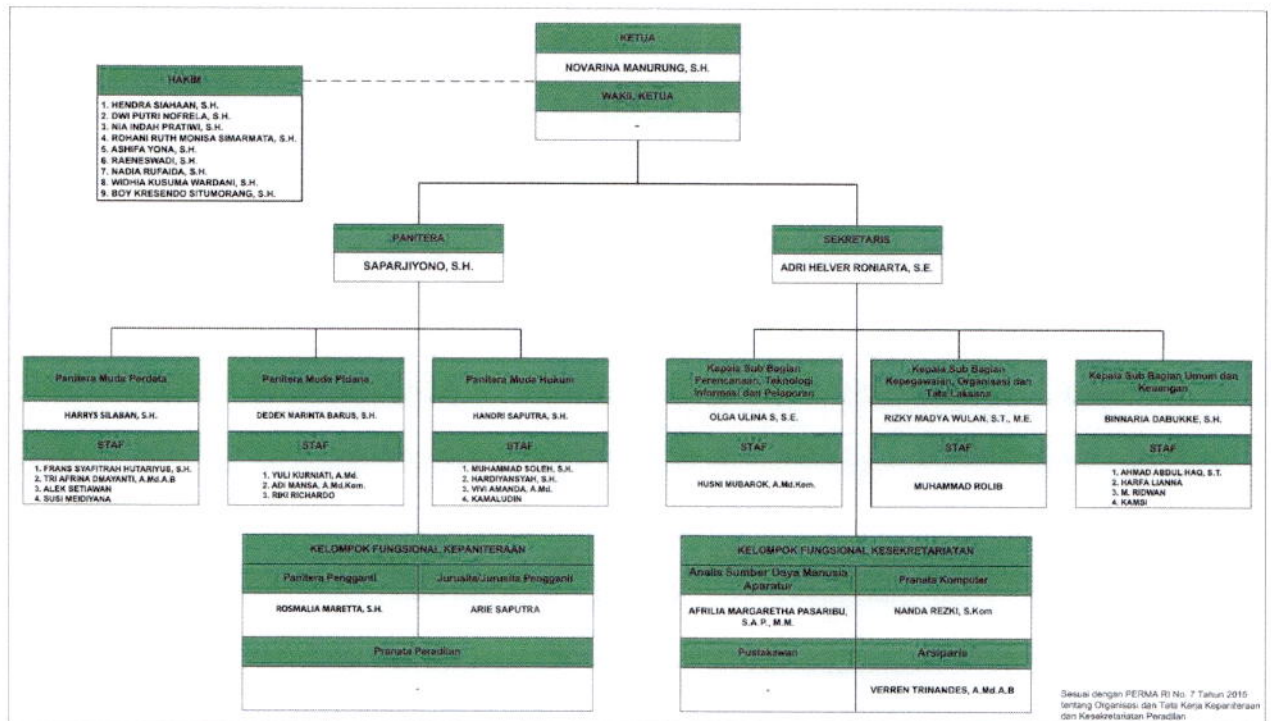 KETUA
NOVARINA MANURUNG, S.H.
WAKIL KETUA
-
HAKIM
1. HENDRA SIAHAAN, S.H.
2. DWI PUTRI NOFRELA, S.H.
3. NIA INDAH PRATIWI, S.H.
4. ROHANI RUTH MONISA SIMARMATA, S.H.
5. ASHIFA YONA, S.H.
6. RAENESWADI, S.H.
7. NADIA RUFAIDA, S.H.
8. WIDHIA KUSUMA WARDANI, S.H.
9. BOY KRESENDO SITUMORANG, S.H.
PANITERA
SAPARJIYONO, S.H.
SEKRETARIS
ADRI HELVER RONIARTA, S.E.
Panitera Muda Perdata
HARRYS SILABAN, S.H.
STAF
1. FRANS SYAFITRAH HUTARIYUS, S.H.
2. TRI AFRINA DMAYANTI, A.Md.A.B
3. ALEK SETIAWAN
4. SUSI MEIDIYANA
Panitera Muda Pidana
DEDEK MARINTA BARUS, S.H.
STAF
1. YULI KURNIATI, A.Md.
2. ADI MANSA, A.Md.Kom.
3. RIKI RICHARDO
Panitera Muda Hukum
HANDRI SAPUTRA, S.H.
STAF
1. MUHAMMAD SOLEH, S.H.
2. HARDIYANSYAH, S.H.
3. VIVI AMANDA, A.Md.
4. KAMALUDIN
Kepala Sub Bagian
Perencanaan, Teknologi
Informasi dan Pelaporan
OLGA ULINA S, S.E.
STAF
HUSNI MUBAROK, A.Md.Kom.
Kepala Sub Bagian
Kepegawaian, Organisasi dan
Tata Laksana
RIZKY MADYA WULAN, S.T., M.E.
STAF
MUHAMMAD ROLIB
Kepala Sub Bagian Umum dan
Keuangan
BINNARIA DABUKKE, S.H.
STAF
1. AHMAD ABDUL HAQ, S.T.
2. HARFA LIANNA
3. M. RIDWAN
4. KAMSI
KELOMPOK FUNGSIONAL KEPANITERAAN
Panitera Pengganti
ROSMALIA MARETTA, S.H.
Jurusita/Jurusita Pengganti
ARIE SAPUTRA
Pranata Peradilan
-
KELOMPOK FUNGSIONAL KESEKRETARIATAN
Analis Sumber Daya Manusia
Aparatur
AFRILIA MARGARETHA PASARIBU,
S.A.P., M.M.
Pranata Komputer
NANDA REZKI, S.Kom
Pustakawan
-
Arsiparis
VERREN TRINANDES, A.Md.A.B
Sesuai dengan PERMA RI No. 7 Tahun 2015
tentang Organisasi dan Tata Kerja Kepaniteraan
dan Kesekretariatan Peradilan